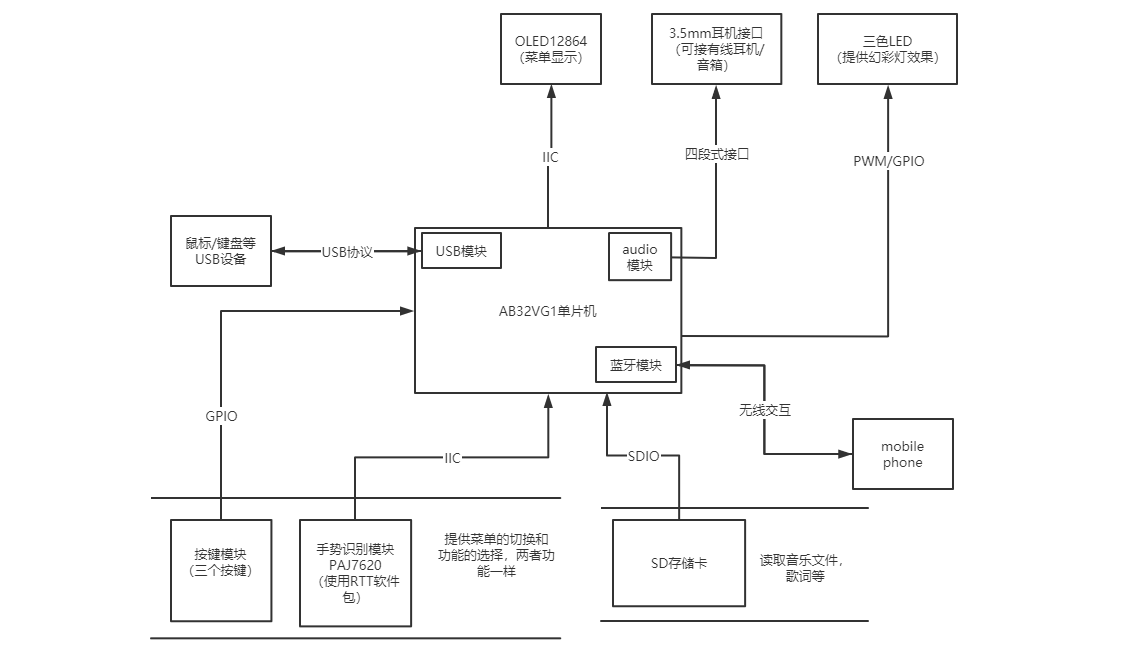 OLED12864
（菜单显示）
3.5mm耳机接口
（可接有线耳机/
音箱）
三色LED
（提供幻彩灯效果）
IIC
四段式接口
PWM/GPIO
鼠标/键盘等
USB设备
USB协议
USB模块
audio
模块
AB32VG1单片机
蓝牙模块
GPIO
无线交互
IIC
SDIO
mobile
phone
按键模块
（三个按键）
手势识别模块
PAJ7620
（使用RTT软件
包）
提供菜单的切换和
功能的选择，两者功
能一样
SD存储卡
读取音乐文件，
歌词等